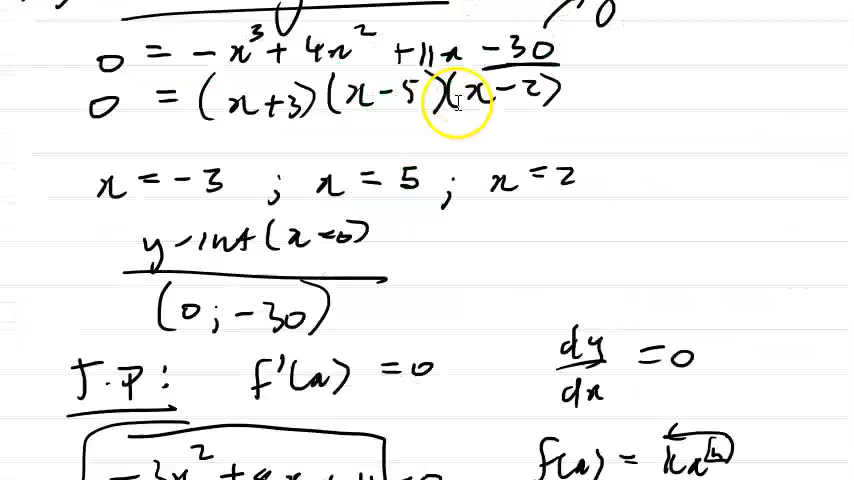 0 = -x³ + 4x² + 11x - 30
0 = (x+3)(x-5)(x-2)
x = -3 ; x = 5 ; x = 2
y-int (x=0)
(0 ; -30)
T.P : f'(x) = 0
dy/dx = 0
f(x) = kxⁿ